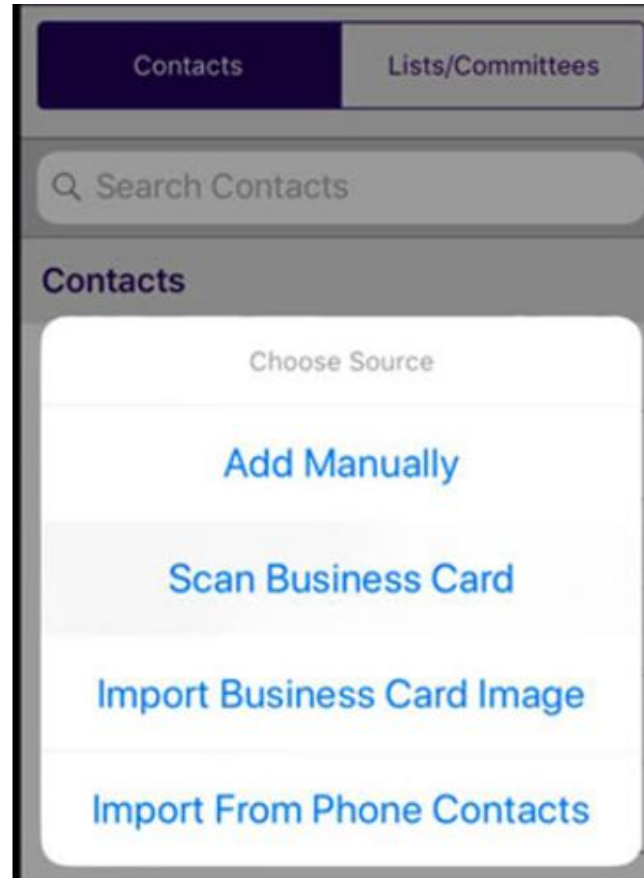 Contacts
Lists/Committees
Search Contacts
Contacts
Choose Source
Add Manually
Scan Business Card
Import Business Card Image
Import From Phone Contacts